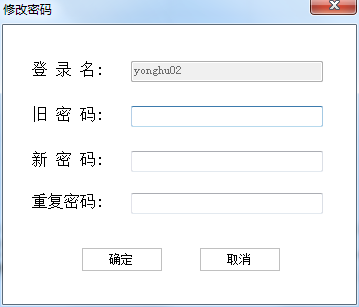 修改密码
登 录 名: yonghu02
旧 密 码:
新 密 码:
重复密码:
确定 取消